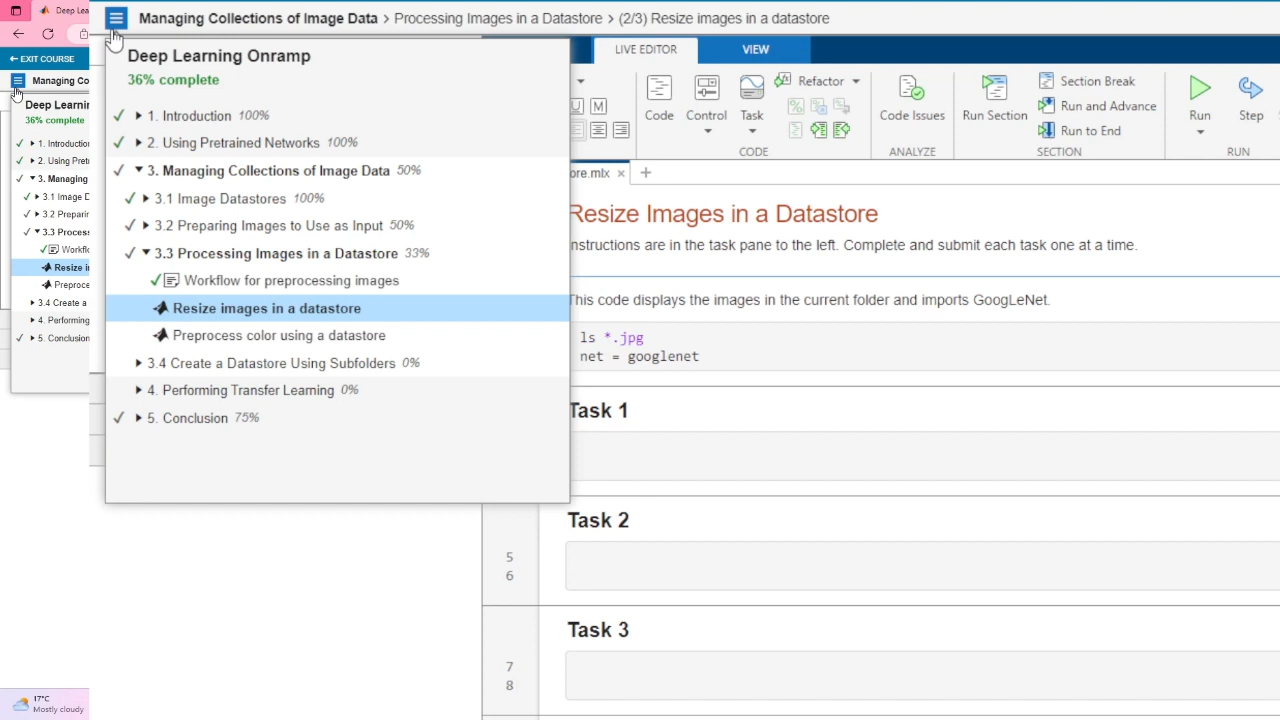 Deep Lea
Managing Collections of Image Data > Processing Images in a Datastore > (2/3) Resize images in a datastore
EXIT COURSE
Managing Co
Deep Learnin
36% complete
1. Introduction
2. Using Pretr
3. Managing
3.1 Image D
3.2 Preparin
3.3 Process
Workflo
Resize i
Preproce
3.4 Create a
4. Performing
5. Conclusion
17°C
Mostly cloudy
Deep Learning Onramp
36% complete
1. Introduction 100%
2. Using Pretrained Networks 100%
3. Managing Collections of Image Data 50%
3.1 Image Datastores 100%
3.2 Preparing Images to Use as Input 50%
3.3 Processing Images in a Datastore 33%
Workflow for preprocessing images
Resize images in a datastore
Preprocess color using a datastore
3.4 Create a Datastore Using Subfolders 0%
4. Performing Transfer Learning 0%
5. Conclusion 75%
LIVE EDITOR VIEW
U M
Code Control Task
Refactor
CODE
Code Issues
ANALYZE
Run Section
Section Break
Run and Advance
Run to End
SECTION
Run Step
RUN
ore.mlx × +
Resize Images in a Datastore
nstructions are in the task pane to the left. Complete and submit each task one at a time.
This code displays the images in the current folder and imports GoogLeNet.
ls *.jpg
net = googlenet
Task 1
Task 2
5
6
Task 3
7
8